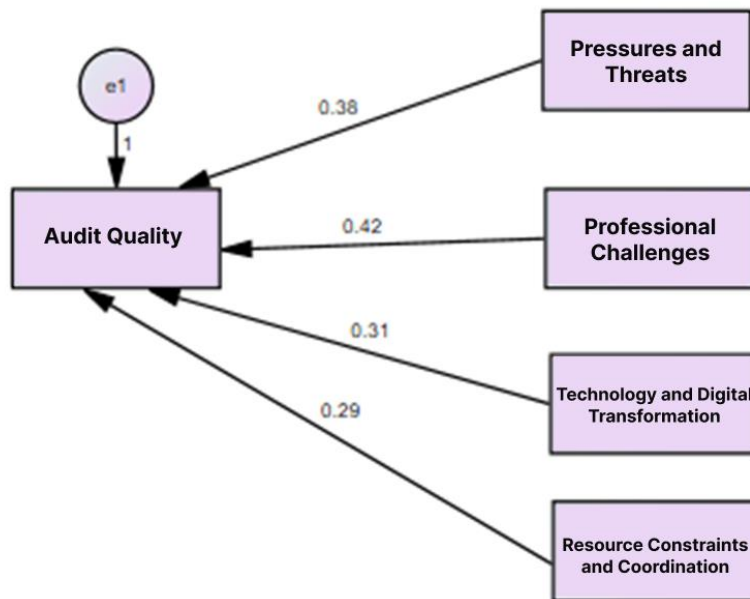 Pressures and
Threats
e1
0.38
1
Audit Quality
0.42
Professional
Challenges
0.31
Technology and Digital
Transformation
0.29
Resource Constraints
and Coordination